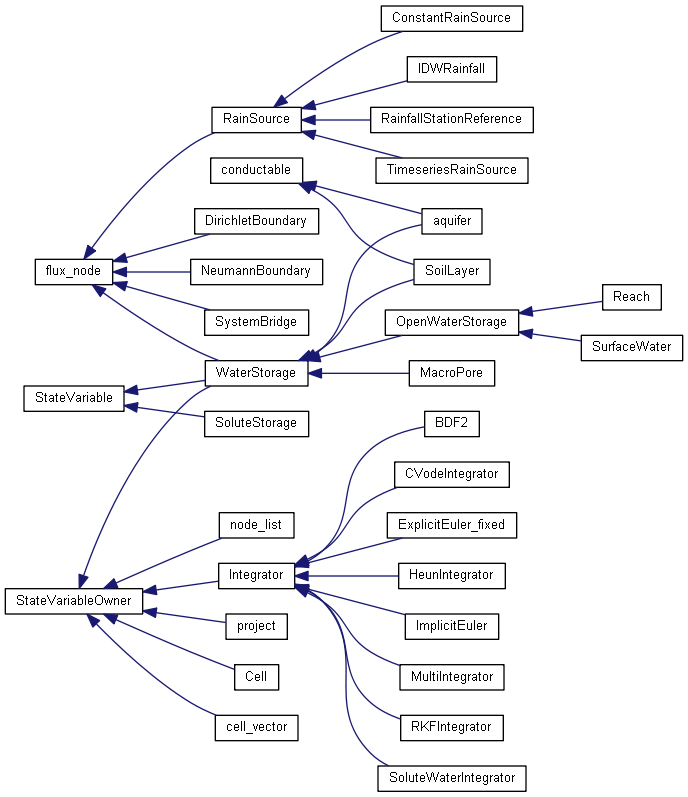 ConstantRainSource
IDWRainfall
RainSource
RainfallStationReference
TimeseriesRainSource
conductable
DirichletBoundary
aquifer
flux_node
NeumannBoundary
SoilLayer
SystemBridge
OpenWaterStorage
Reach
SurfaceWater
WaterStorage
MacroPore
StateVariable
SoluteStorage
BDF2
CVodeIntegrator
node_list
ExplicitEuler_fixed
Integrator
HeunIntegrator
StateVariableOwner
project
ImplicitEuler
Cell
MultiIntegrator
cell_vector
RKFIntegrator
SoluteWaterIntegrator